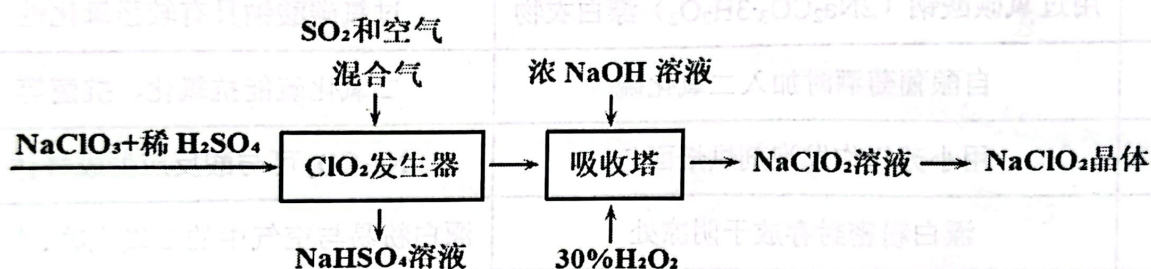 SO₂和空气
混合气
浓 NaOH 溶液
NaClO₃+稀 H₂SO₄
ClO₂发生器
吸收塔
NaClO₂溶液
NaClO₂晶体
NaHSO₄溶液
30%H₂O₂